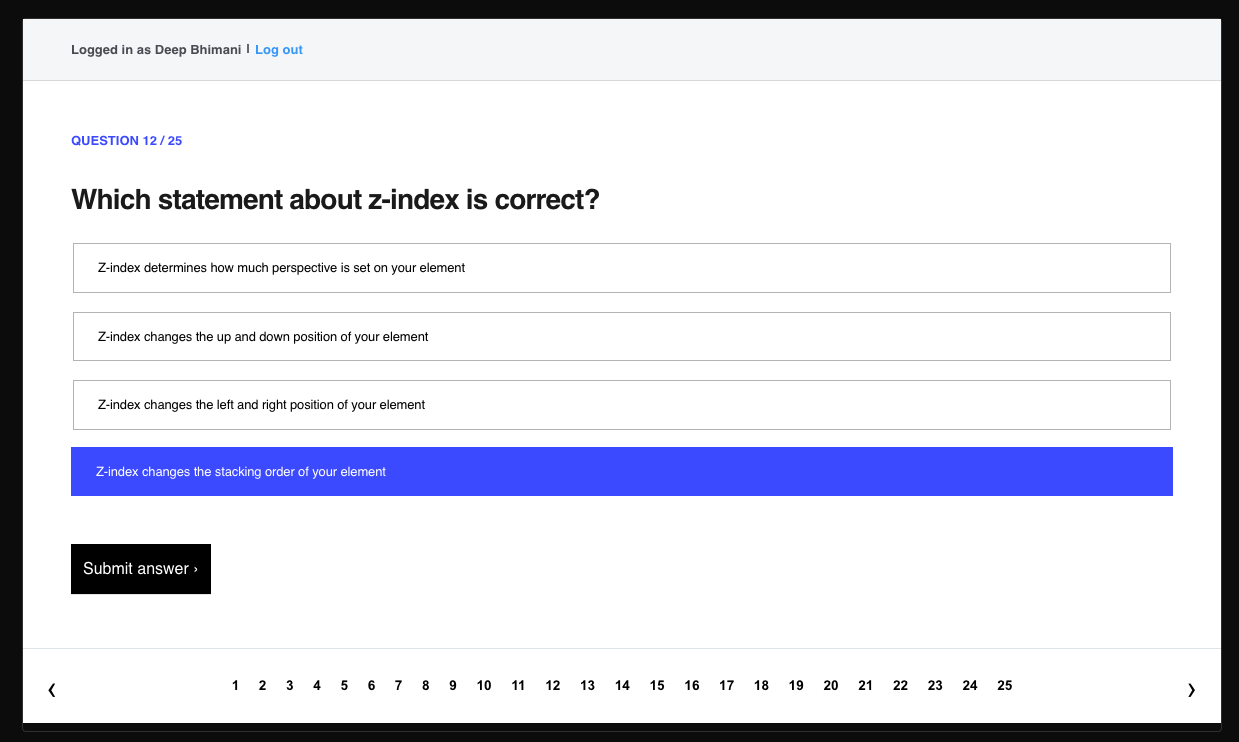 Logged in as Deep Bhimani | Log out
QUESTION 12 / 25
Which statement about z-index is correct?
Z-index determines how much perspective is set on your element
Z-index changes the up and down position of your element
Z-index changes the left and right position of your element
Z-index changes the stacking order of your element
Submit answer ›
❮ 1 2 3 4 5 6 7 8 9 10 11 12 13 14 15 16 17 18 19 20 21 22 23 24 25 ❯